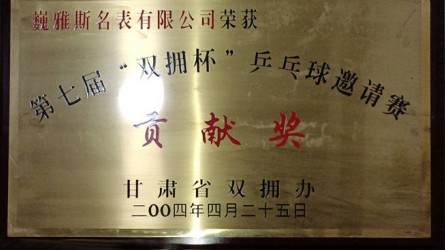 巍雅斯名表有限公司荣获
第七届“双拥杯”乒乓球邀请赛
贡献奖
甘肃省双拥办
二00四年四月二十五日